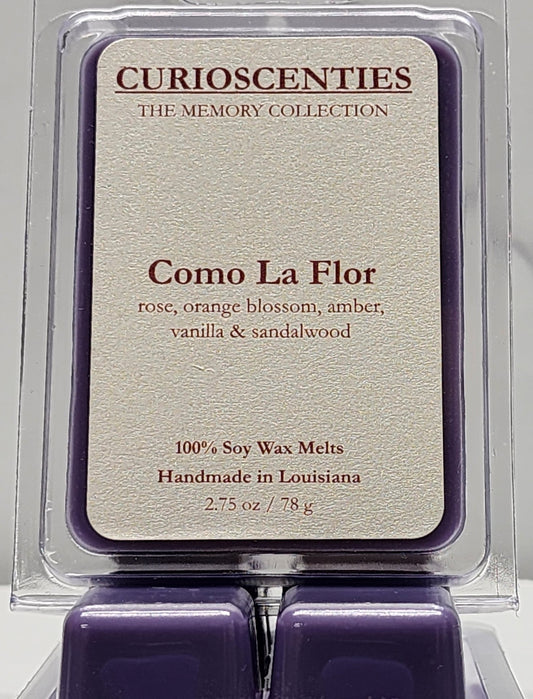 CURIOSCENTIES
THE MEMORY COLLECTION
Como La Flor
rose, orange blossom, amber,
vanilla & sandalwood
100% Soy Wax Melts
Handmade in Louisiana
2.75 oz / 78 g